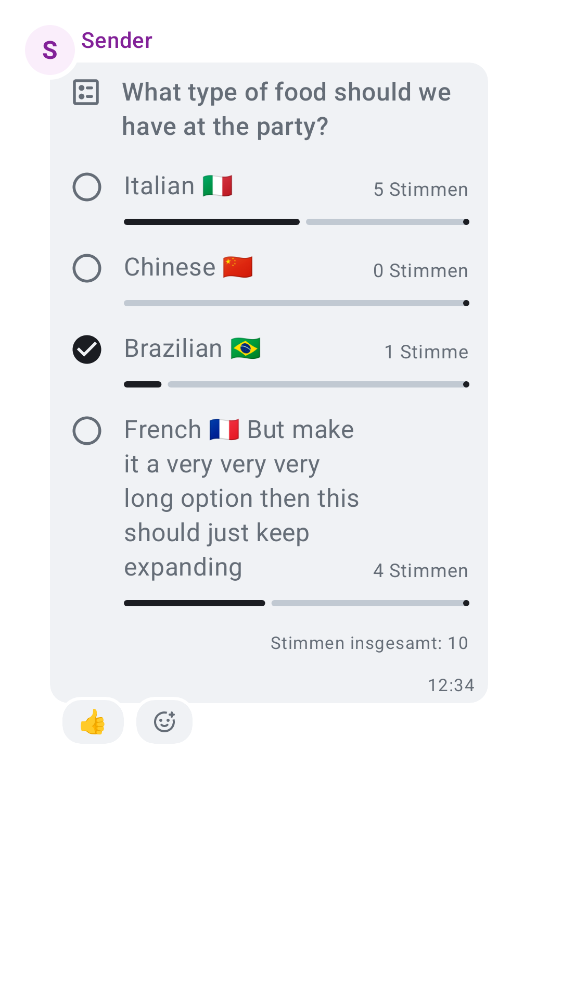 S
Sender
What type of food should we
have at the party?
Italian 🇮🇹
5 Stimmen
Chinese 🇨🇳
0 Stimmen
Brazilian 🇧🇷
1 Stimme
French 🇫🇷 But make
it a very very very
long option then this
should just keep
expanding
4 Stimmen
Stimmen insgesamt: 10
12:34
👍